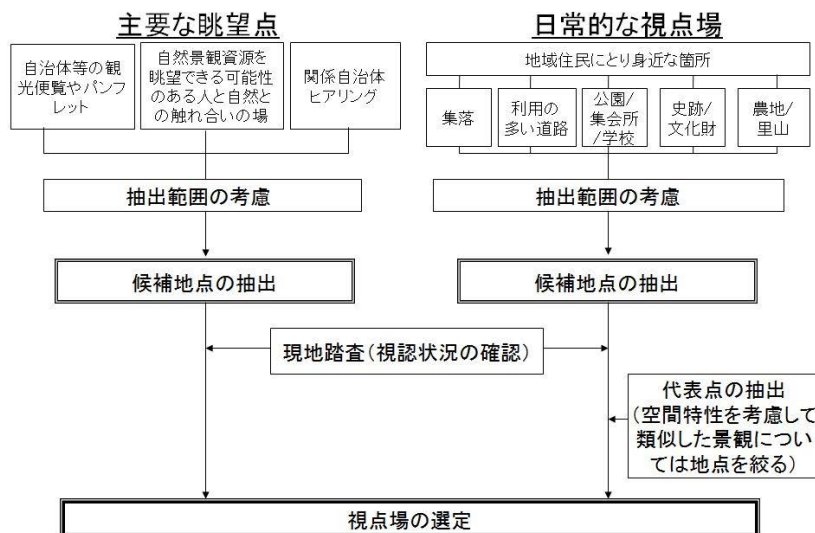 主要な眺望点
自治体等の観
光便覧やパンフ
レット
自然景観資源を
眺望できる可能性
のある人と自然と
の触れ合いの場
関係自治体
ヒアリング
抽出範囲の考慮
候補地点の抽出
日常的な視点場
地域住民にとり身近な箇所
集落
利用の
多い道路
公園/
集会所
/学校
史跡/
文化財
農地/
里山
抽出範囲の考慮
候補地点の抽出
現地踏査(視認状況の確認)
代表点の抽出
(空間特性を考慮して
類似した景観につい
ては地点を絞る)
視点場の選定